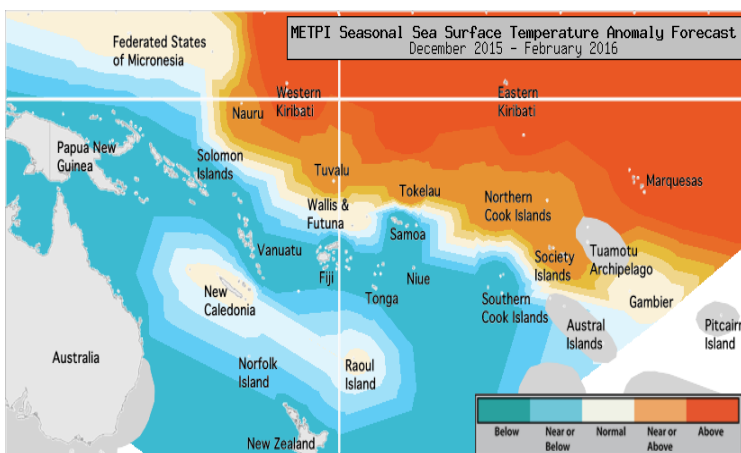 METPI Seasonal Sea Surface Temperature Anomaly Forecast
December 2015 - February 2016
Federated States
of Micronesia
Western
Kiribati
Eastern
Kiribati
Nauru
Papua New
Guinea
Solomon
Islands
Tuvalu
Tokelau
Marquesas
Wallis &
Futuna
Northern
Cook Islands
Samoa
Vanuatu
Fiji
Society
Islands
Tuamotu
Archipelago
Niue
New
Caledonia
Tonga
Southern
Cook Islands
Gambier
Austral
Islands
Pitcairn
Island
Australia
Norfolk
Island
Raoul
Island
New Zealand
Below
Near or
Below
Normal
Near or
Above
Above